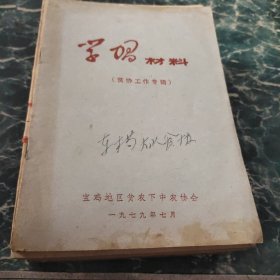 学习材料
（贫协工作专辑）
宝鸡地区贫农下中农协会
一九七九年七月